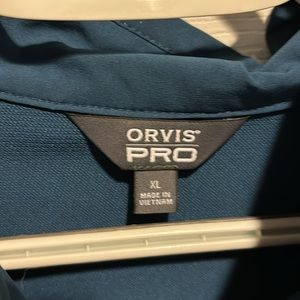 ORVIS®
PRO
XL
MADE IN
VIETNAM